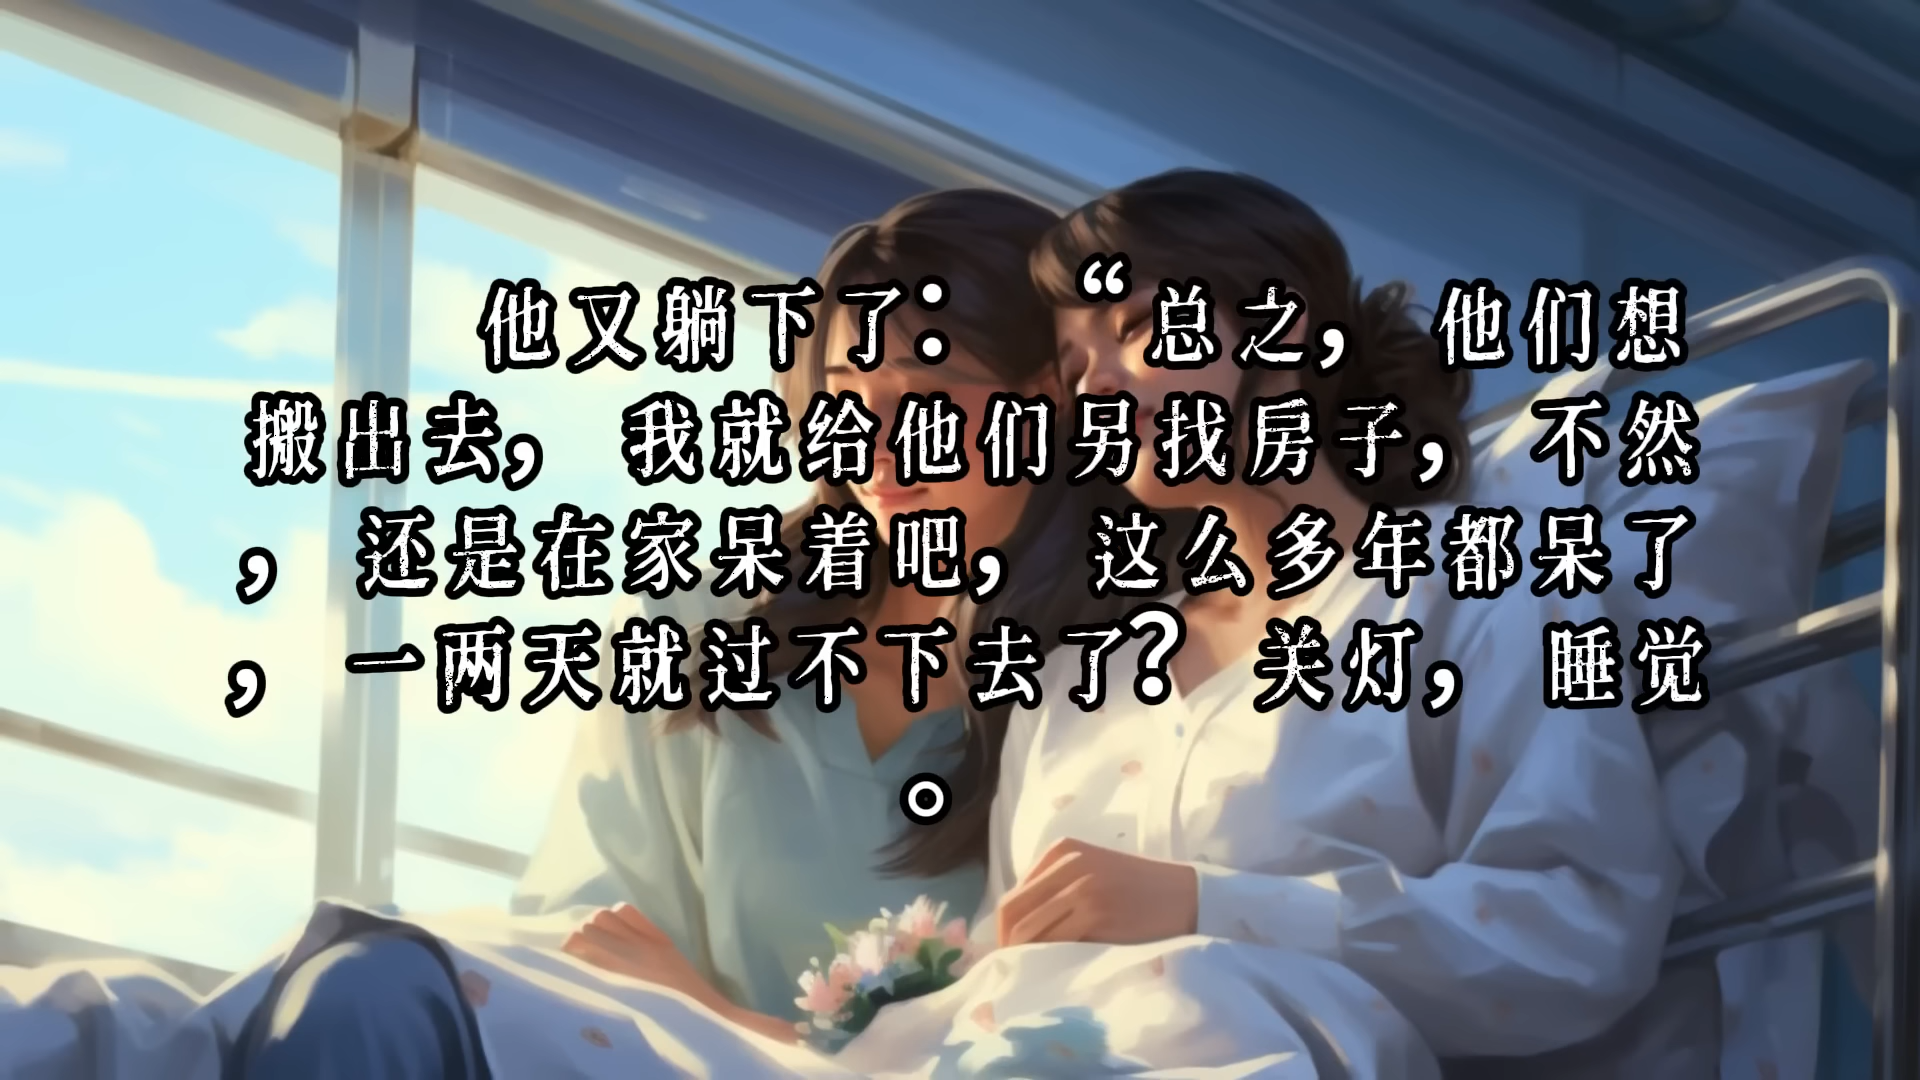 他又躺下了：“总之，他们想
搬出去，我就给他们另找房子，不然
，还是在家呆着吧，这么多年都呆了
，一两天就过不下去了？关灯，睡觉
。